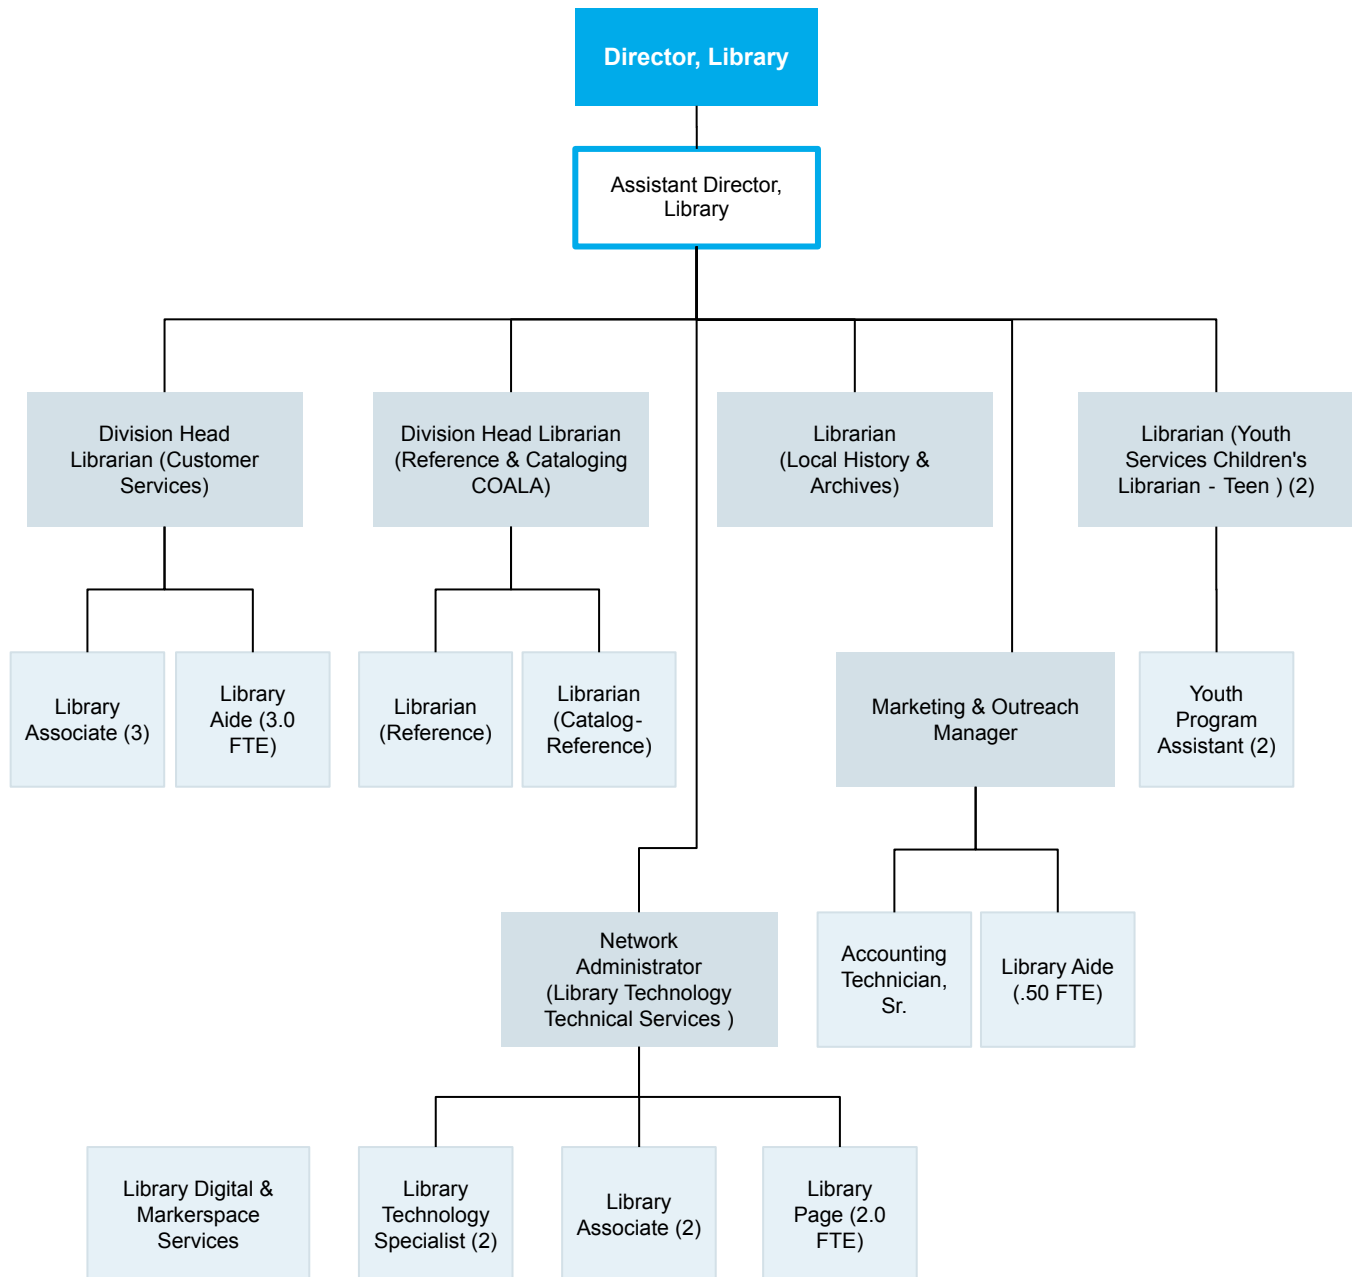 Director, Library
Assistant Director,
Library
Division Head
Librarian (Customer
Services)
Division Head Librarian
(Reference & Cataloging
COALA)
Librarian
(Local History &
Archives)
Librarian (Youth
Services Children's
Librarian - Teen ) (2)
Library
Associate (3)
Library
Aide (3.0
FTE)
Librarian
(Reference)
Librarian
(Catalog-
Reference)
Marketing & Outreach
Manager
Youth
Program
Assistant (2)
Network
Administrator
(Library Technology
Technical Services )
Accounting
Technician,
Sr.
Library Aide
(.50 FTE)
Library Digital &
Markerspace
Services
Library
Technology
Specialist (2)
Library
Associate (2)
Library
Page (2.0
FTE)